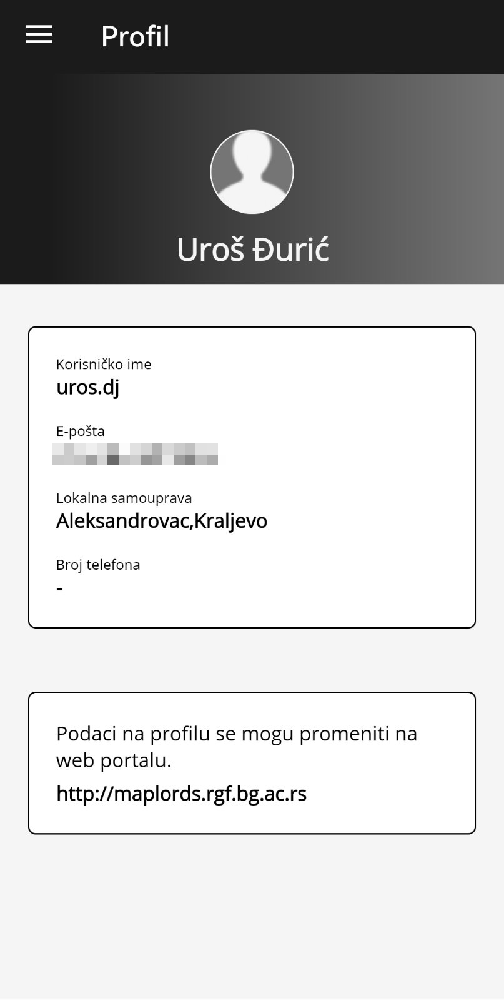 Profil
Uroš Đurić
Korisničko ime
uros.dj
E-pošta
Lokalna samouprava
Aleksandrovac,Kraljevo
Broj telefona
-
Podaci na profilu se mogu promeniti na
web portalu.
http://maplords.rgf.bg.ac.rs